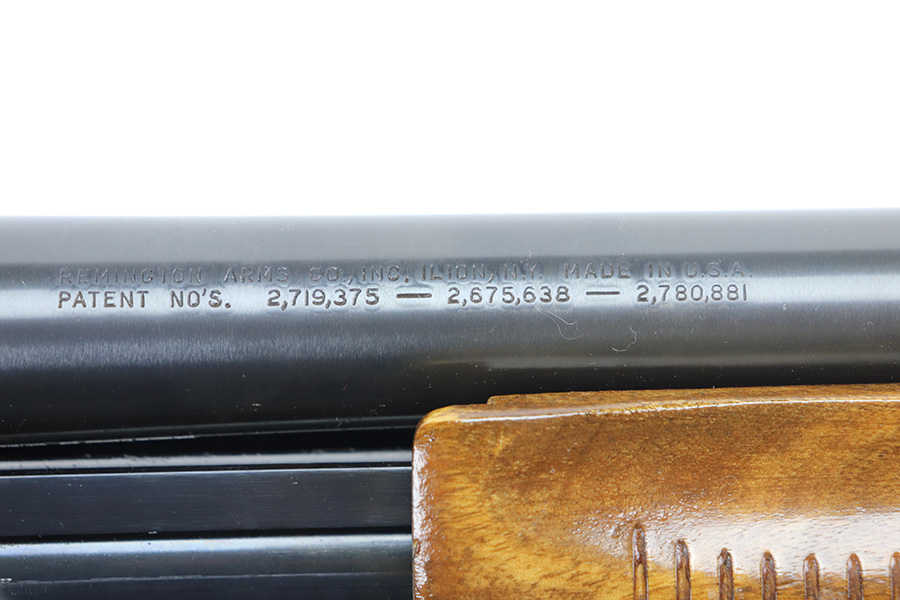 REMINGTON ARMS CO., INC. ILION, N.Y. MADE IN U.S.A.
PATENT NO'S. 2,719,375 — 2,675,638 — 2,780,881